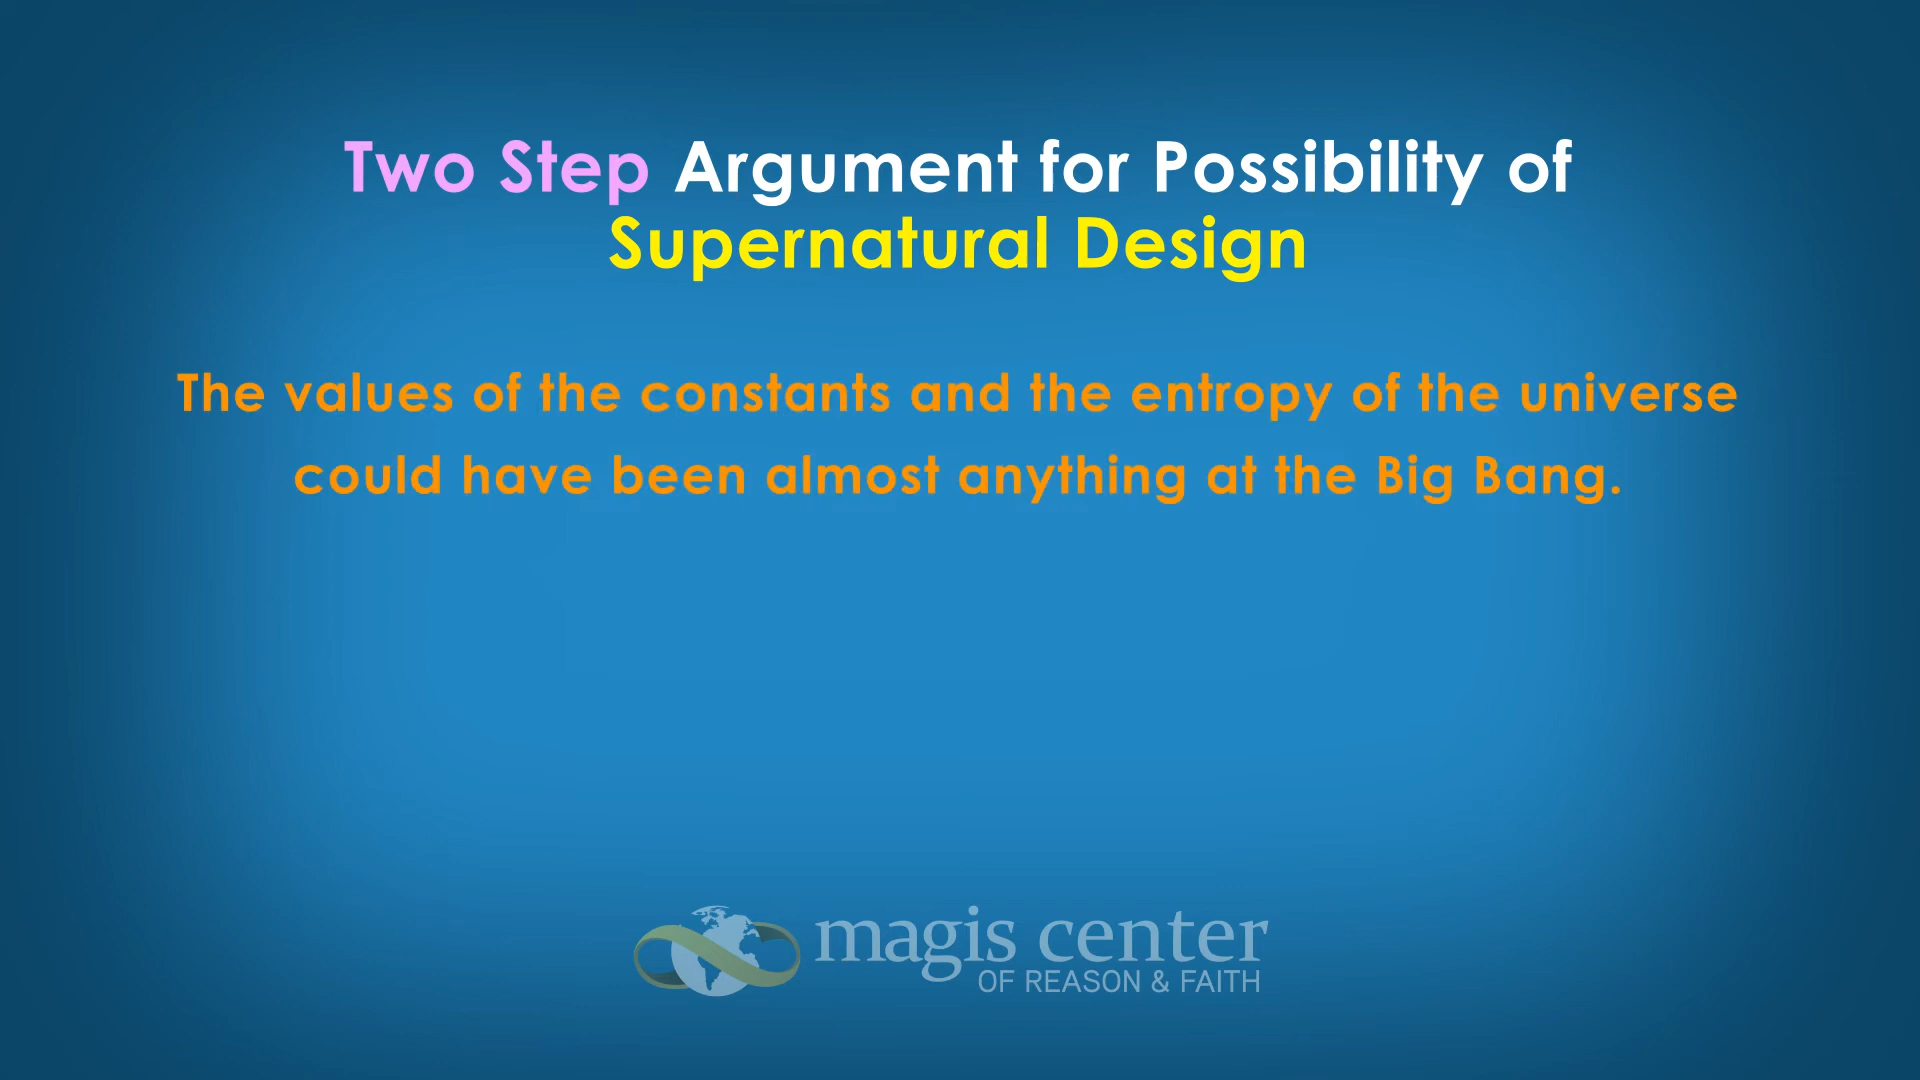 Two Step Argument for Possibility of
Supernatural Design
The values of the constants and the entropy of the universe
could have been almost anything at the Big Bang.
magis center
OF REASON & FAITH